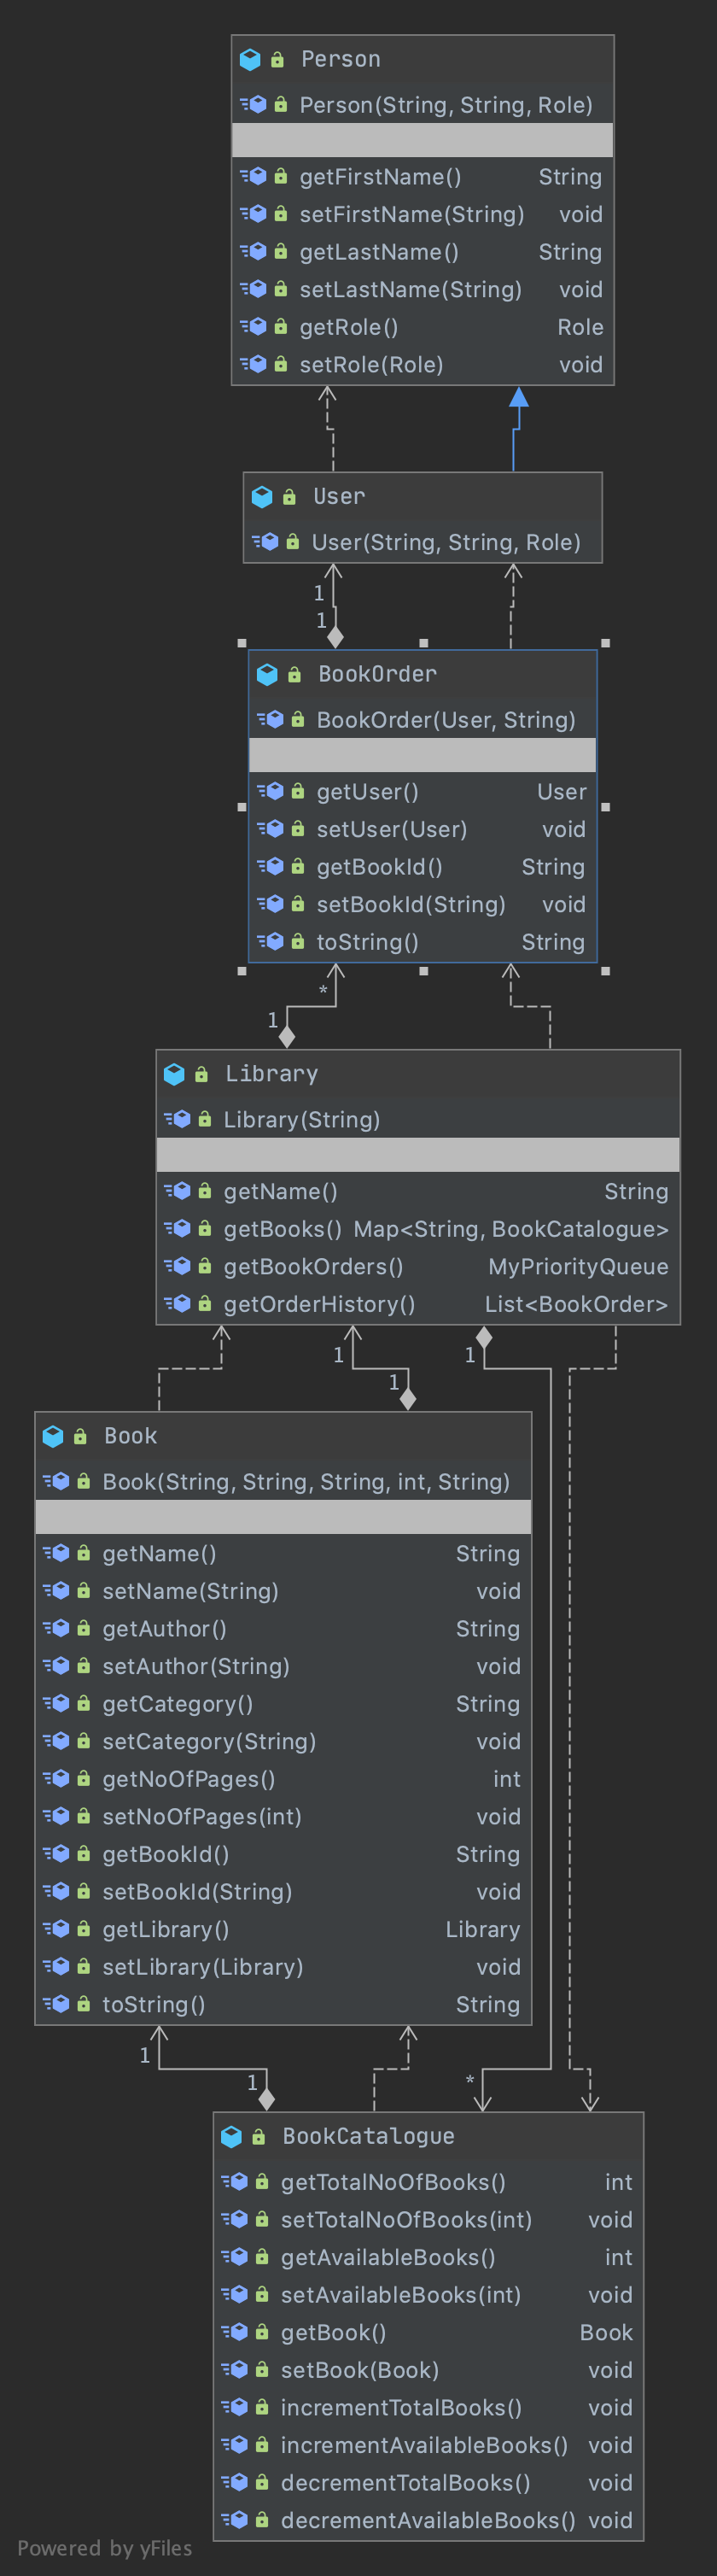 Person
Person(String, String, Role)
getFirstName() String
setFirstName(String) void
getLastName() String
setLastName(String) void
getRole() Role
setRole(Role) void
User
User(String, String, Role)
1
1
BookOrder
BookOrder(User, String)
getUser() User
setUser(User) void
getBookId() String
setBookId(String) void
toString() String
*
1
Library
Library(String)
getName() String
getBooks() Map<String, BookCatalogue>
getBookOrders() MyPriorityQueue
getOrderHistory() List<BookOrder>
1 1
1
Book
Book(String, String, String, int, String)
getName() String
setName(String) void
getAuthor() String
setAuthor(String) void
getCategory() String
setCategory(String) void
getNoOfPages() int
setNoOfPages(int) void
getBookId() String
setBookId(String) void
getLibrary() Library
setLibrary(Library) void
toString() String
1
1 *
BookCatalogue
getTotalNoOfBooks() int
setTotalNoOfBooks(int) void
getAvailableBooks() int
setAvailableBooks(int) void
getBook() Book
setBook(Book) void
incrementTotalBooks() void
incrementAvailableBooks() void
decrementTotalBooks() void
decrementAvailableBooks() void
Powered by yFiles